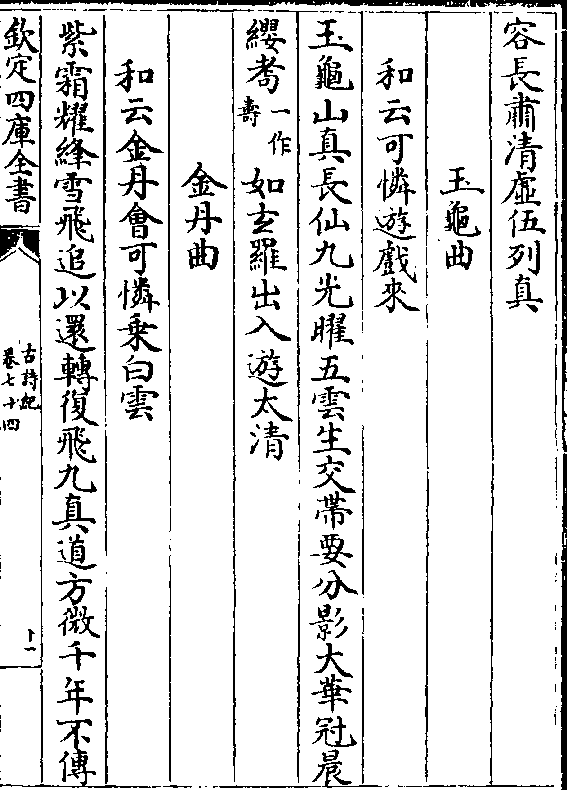 容長肅清虛伍列真
玉龜曲
和云可憐遊戲來
玉龜山真長仙九光曜五雲生交帶要分影大華冠晨
纓耈一作壽如玄羅出入遊太清
金丹曲
和云金丹會可憐乗白雲
紫霜耀絳雪飛追以還轉復飛九真道方微千年不傳
欽定四庫全書
古詩紀
卷七十四
十一